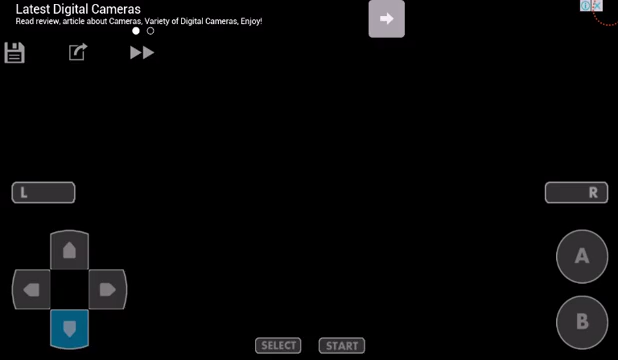 Latest Digital Cameras
Read review, article about Cameras, Variety of Digital Cameras, Enjoy!
L
R
A
B
SELECT
START